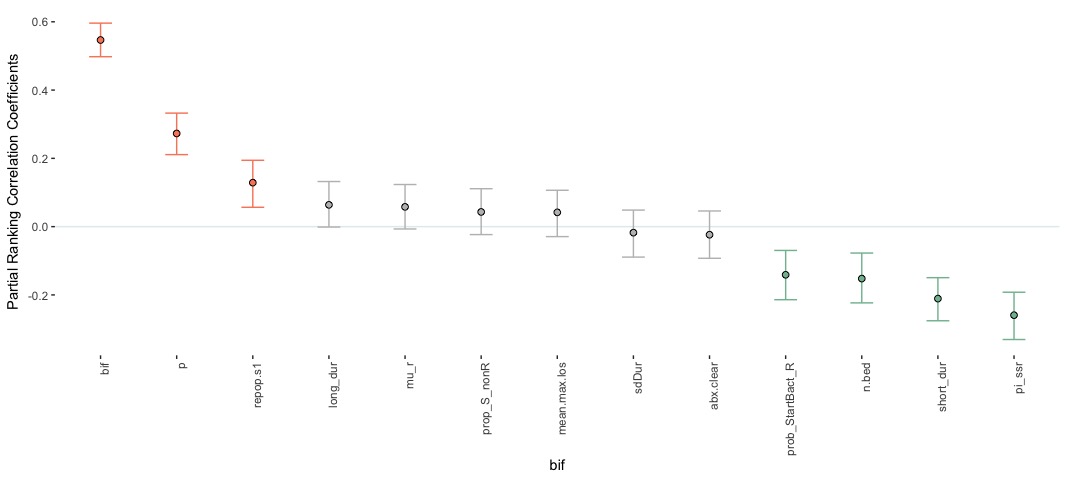 Partial Ranking Correlation Coefficients
0.6
0.4
0.2
0.0
-0.2
bif
p
repop.s1
long_dur
mu_r
prop_S_nonR
mean.max.los
sdDur
abx.clear
prob_StartBact_R
n.bed
short_dur
pi_ssr
bif